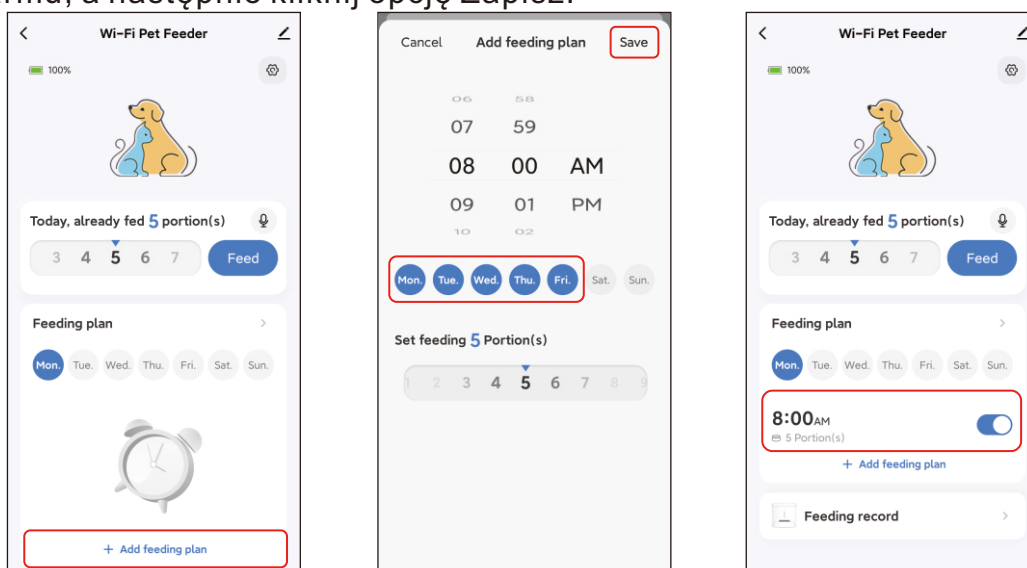 a następnie kliknij opcję Zapisz.
Wi-Fi Pet Feeder
100%
Today, already fed 5 portion(s)
3 4 5 6 7 Feed
Feeding plan
Mon. Tue. Wed. Thu. Fri. Sat. Sun.
+ Add feeding plan
Cancel Add feeding plan Save
06 58
07 59
08 00 AM
09 01 PM
10 02
Mon. Tue. Wed. Thu. Fri. Sat. Sun.
Set feeding 5 Portion(s)
1 2 3 4 5 6 7 8 9
Wi-Fi Pet Feeder
100%
Today, already fed 5 portion(s)
3 4 5 6 7 Feed
Feeding plan
Mon. Tue. Wed. Thu. Fri. Sat. Sun.
8:00AM
5 Portion(s)
+ Add feeding plan
Feeding record